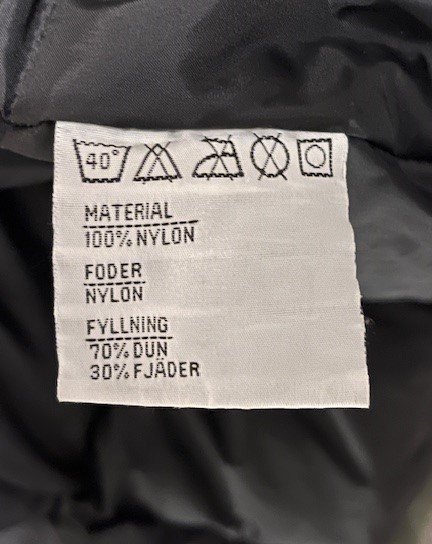 40°
MATERIAL
100% NYLON
FODER
NYLON
FYLLNING
70% DUN
30% FJÄDER